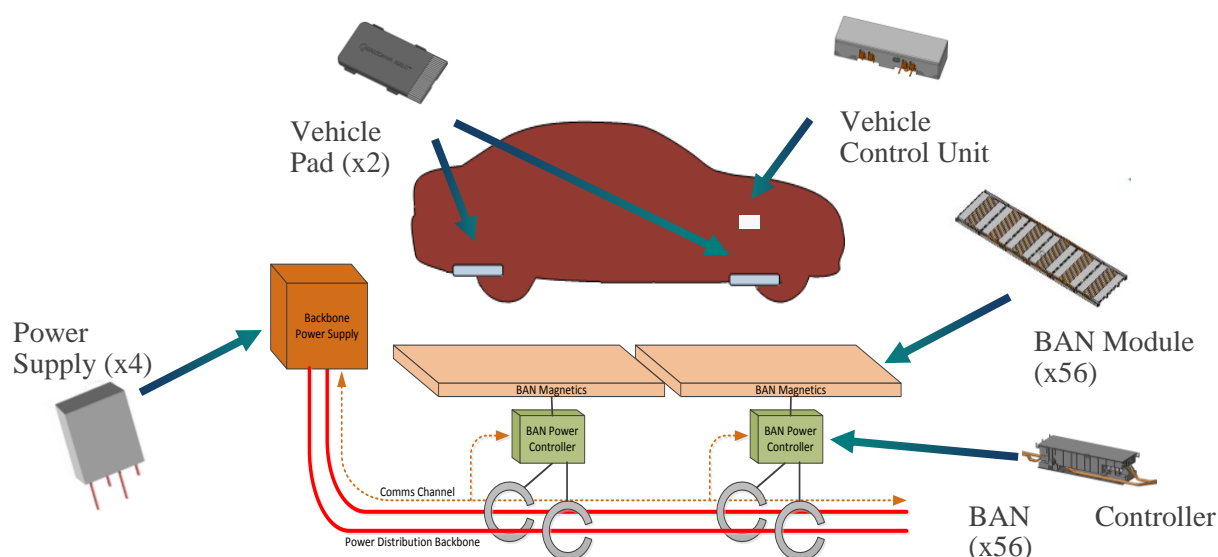 Vehicle
Pad (x2)
Vehicle
Control Unit
Power
Supply (x4)
Backbone
Power Supply
BAN Module
(x56)
BAN Magnetics
BAN Magnetics
BAN Power
Controller
BAN Power
Controller
Comms Channel
Power Distribution Backbone
BAN Controller
(x56)